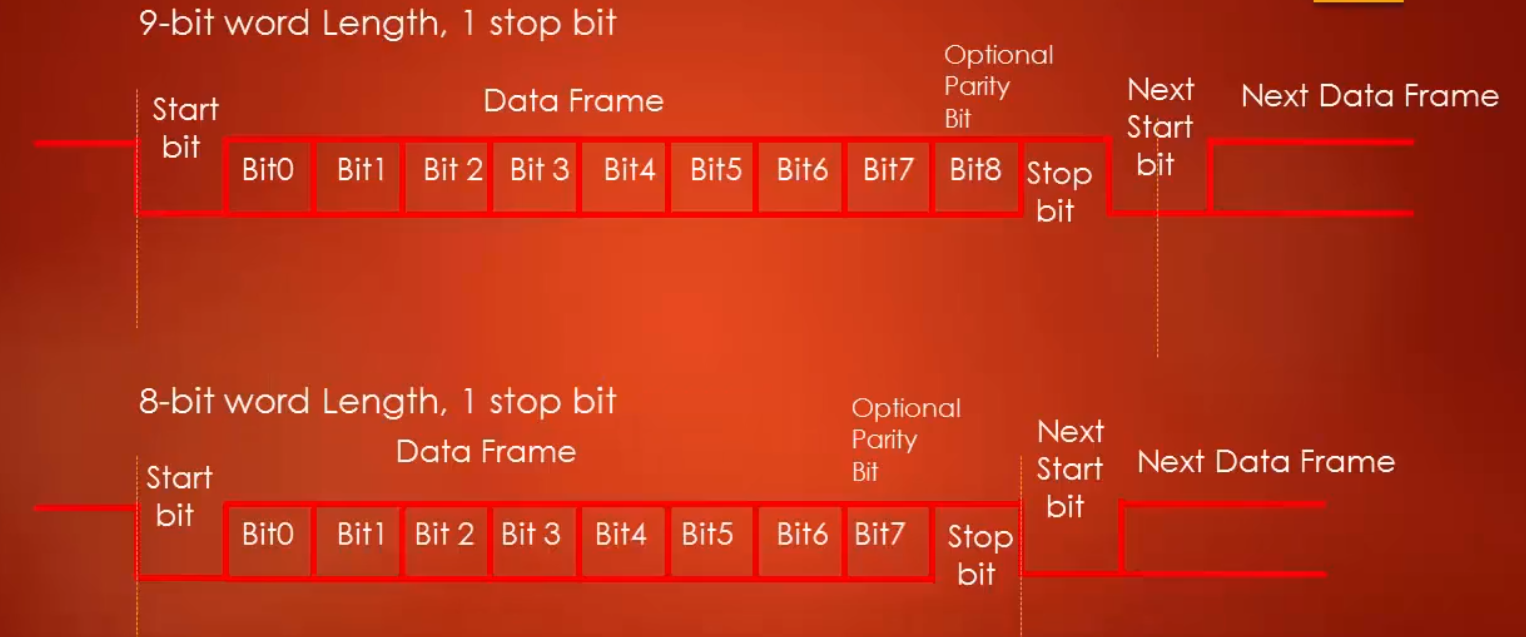 9-bit word Length, 1 stop bit
Optional
Parity
Bit
Start
bit
Data Frame
Next
Start
bit
Next Data Frame
Bit0 Bit1 Bit 2 Bit 3 Bit4 Bit5 Bit6 Bit7 Bit8
Stop
bit
8-bit word Length, 1 stop bit
Optional
Parity
Bit
Data Frame
Start
bit
Next
Start
bit
Next Data Frame
Bit0 Bit1 Bit 2 Bit 3 Bit4 Bit5 Bit6 Bit7
Stop
bit